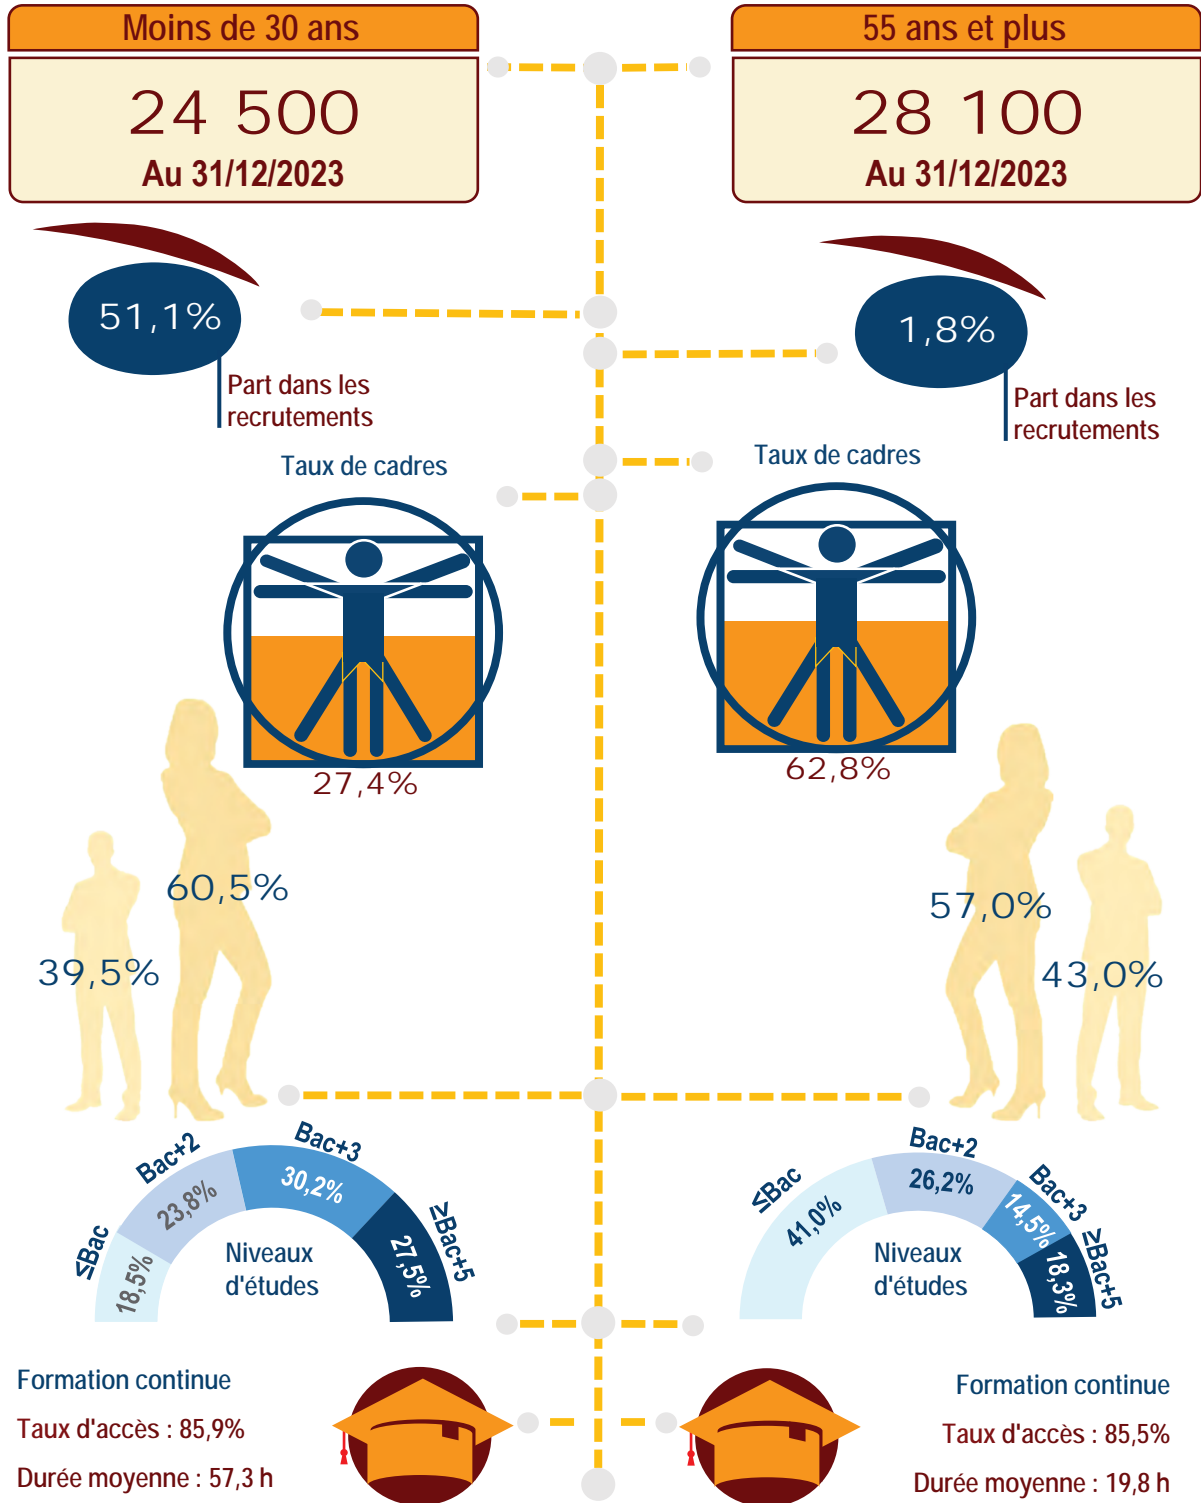 Moins de 30 ans
24 500
Au 31/12/2023
55 ans et plus
28 100
Au 31/12/2023
51,1%
Part dans les
recrutements
1,8%
Part dans les
recrutements
Taux de cadres
27,4%
Taux de cadres
62,8%
60,5%
39,5%
57,0%
43,0%
≤Bac
Bac+2
Bac+3
≥Bac+5
18,5%
23,8%
30,2%
27,5%
Niveaux
d'études
≤Bac
Bac+2
Bac+3
≥Bac+5
41,0%
26,2%
14,5%
18,3%
Niveaux
d'études
Formation continue
Taux d'accès : 85,9%
Durée moyenne : 57,3 h
Formation continue
Taux d'accès : 85,5%
Durée moyenne : 19,8 h